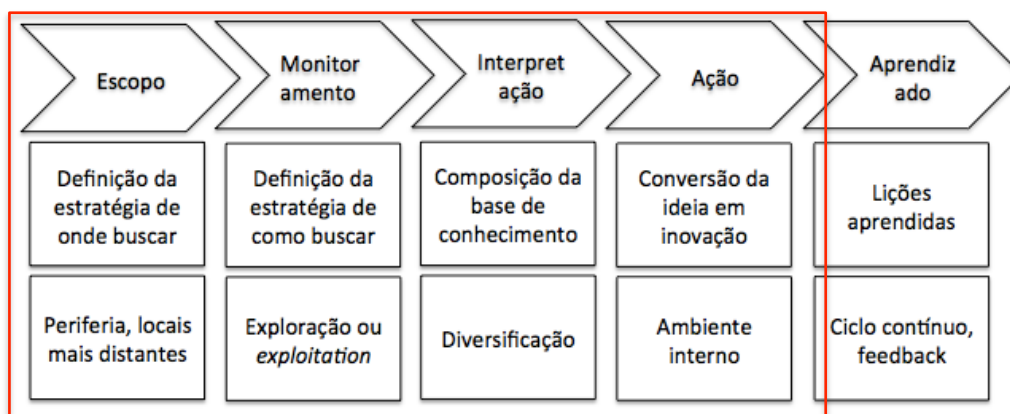 Escopo
Monitor
amento
Interpret
ação
Ação
Aprendiz
ado
Definição da
estratégia de
onde buscar
Definição da
estratégia de
como buscar
Composição da
base de
conhecimento
Conversão da
ideia em
inovação
Lições
aprendidas
Periferia, locais
mais distantes
Exploração ou
exploitation
Diversificação
Ambiente
interno
Ciclo contínuo,
feedback